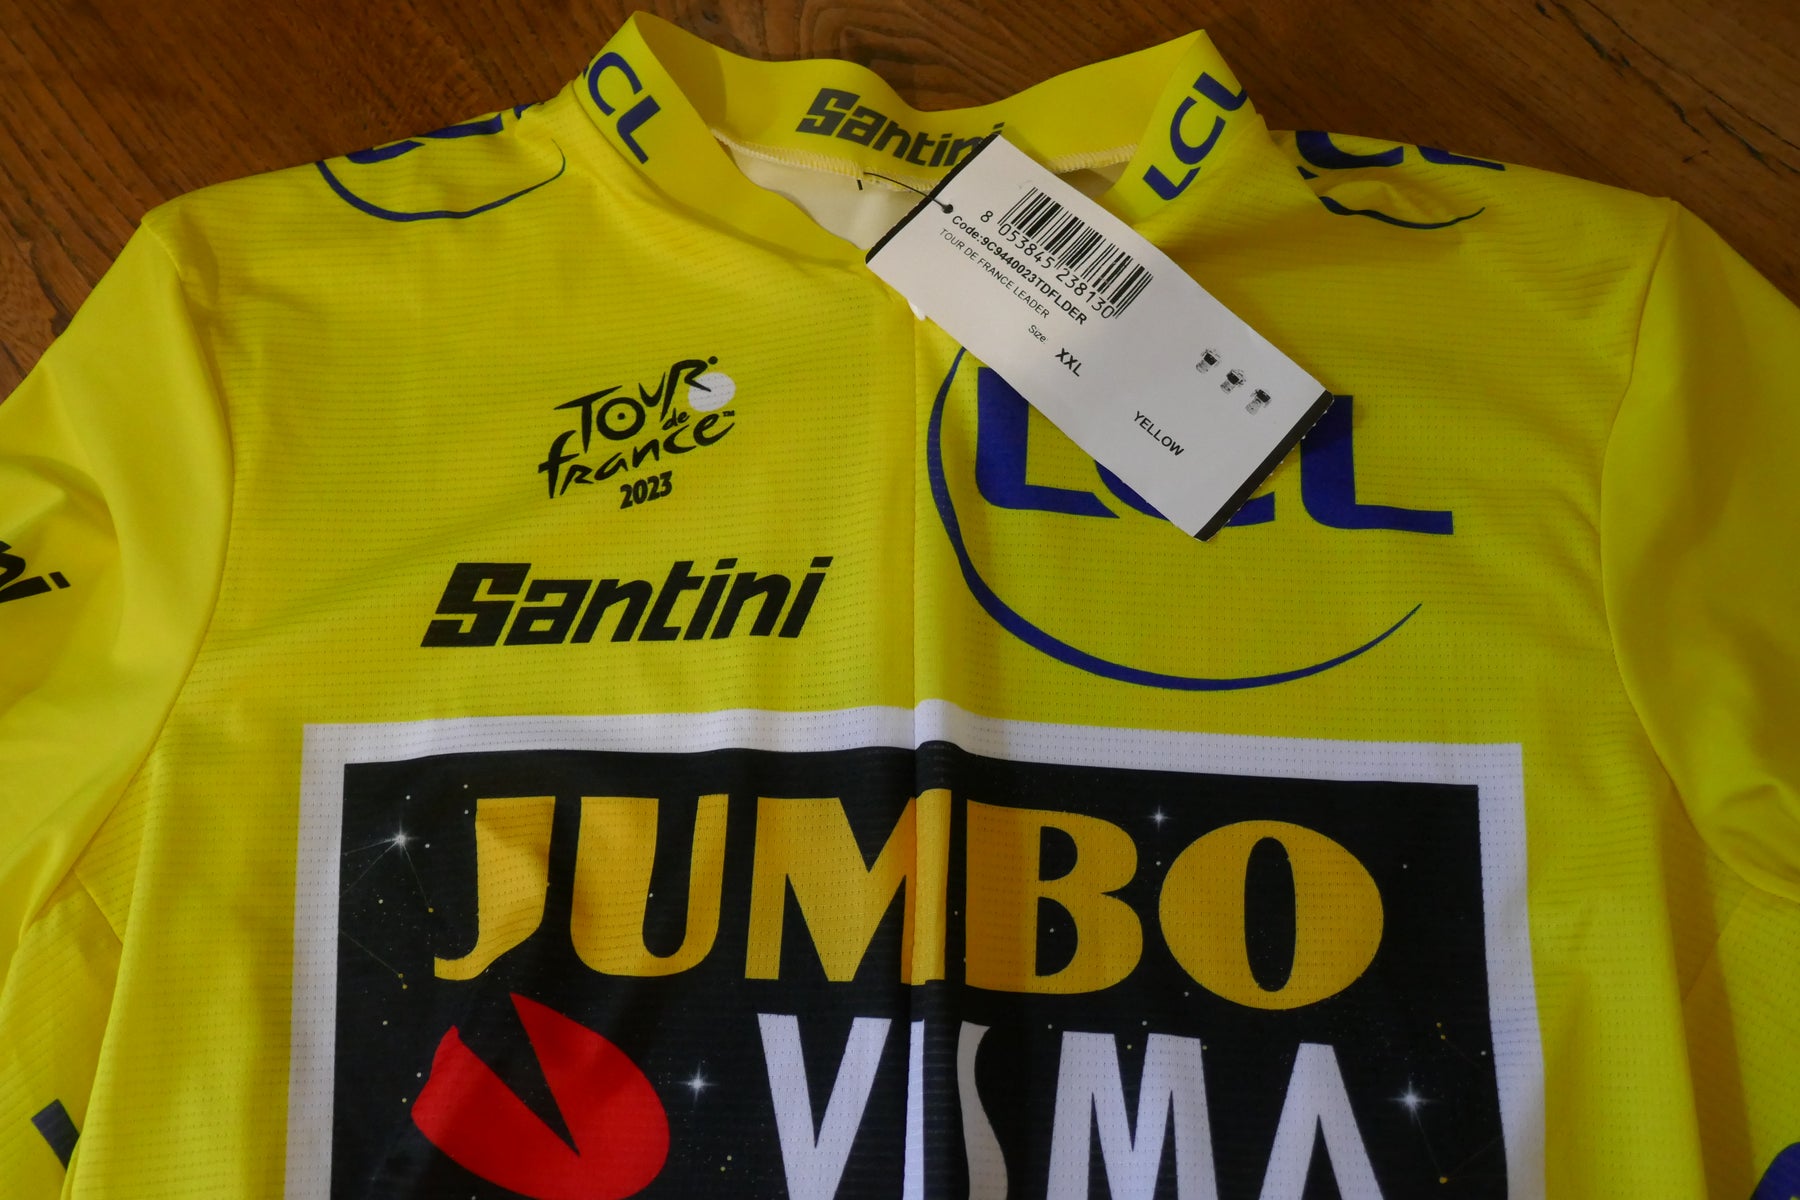 LCL
Santini
LCL
8 053845 238130
Code:9C9440023TDFLDER
TOUR DE FRANCE LEADER
Size: XXL
YELLOW
TOUR
de
france™
2023
LCL
Santini
JUMBO
VISMA